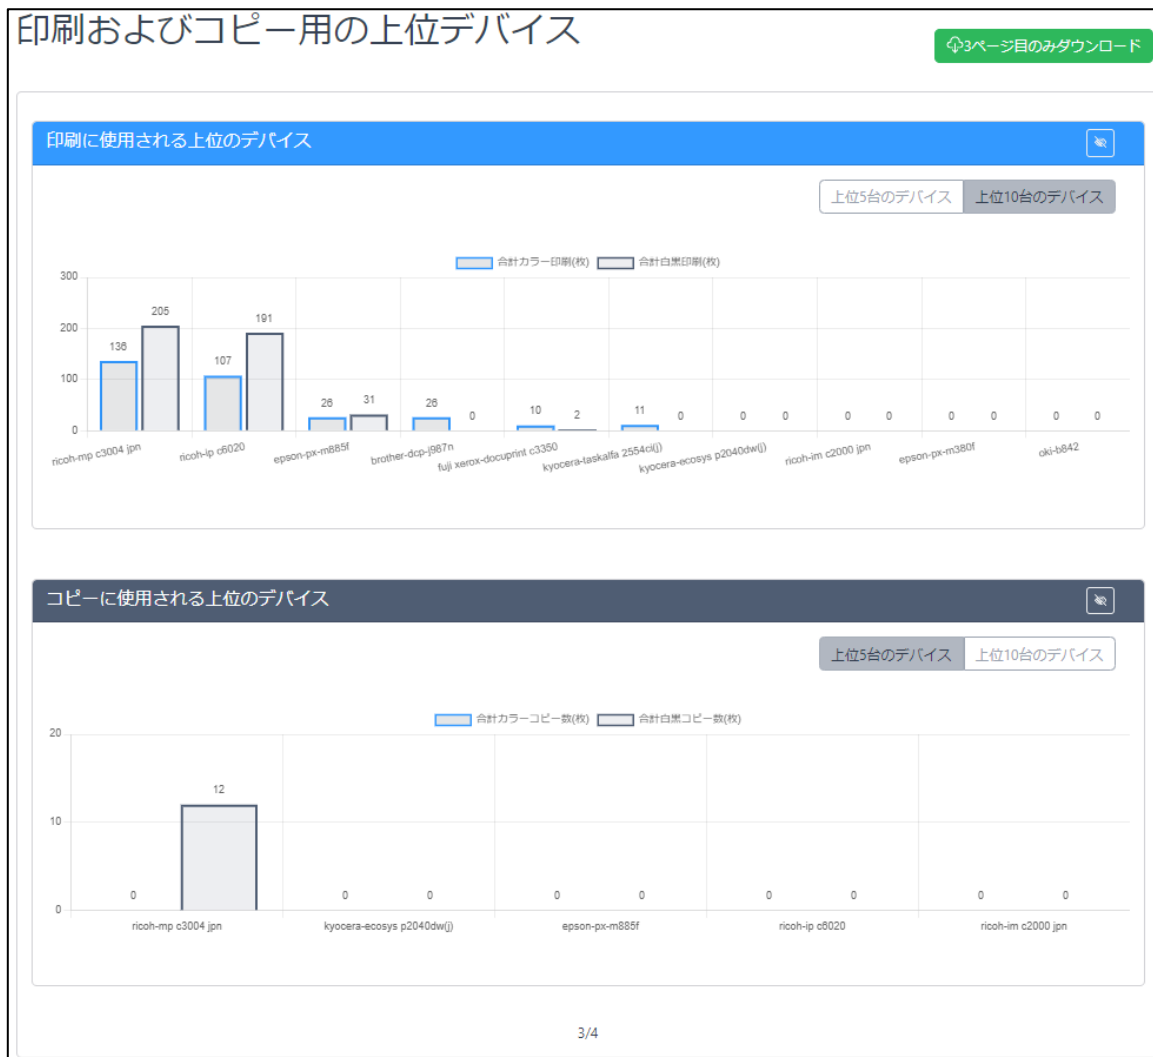 印刷およびコピー用の上位デバイス
3ページ目のみダウンロード
印刷に使用される上位のデバイス
上位5台のデバイス 上位10台のデバイス
合計カラー印刷(枚) 合計白黒印刷(枚)
300
200
100
0
136 205 107 191 26 31 26 0 10 2 11 0 0 0 0 0 0 0 0 0
ricoh-mp c3004 jpn ricoh-ip c6020 epson-px-m885f brother-dcp-j987n fuji xerox-docuprint c3350 kyocera-taskalfa 2554ci(j) kyocera-ecosys p2040dw(j) ricoh-im c2000 jpn epson-px-m380f oki-b842
コピーに使用される上位のデバイス
上位5台のデバイス 上位10台のデバイス
合計カラーコピー数(枚) 合計白黒コピー数(枚)
20
10
0
0 12 0 0 0 0 0 0 0 0
ricoh-mp c3004 jpn kyocera-ecosys p2040dw(j) epson-px-m885f ricoh-ip c6020 ricoh-im c2000 jpn
3/4